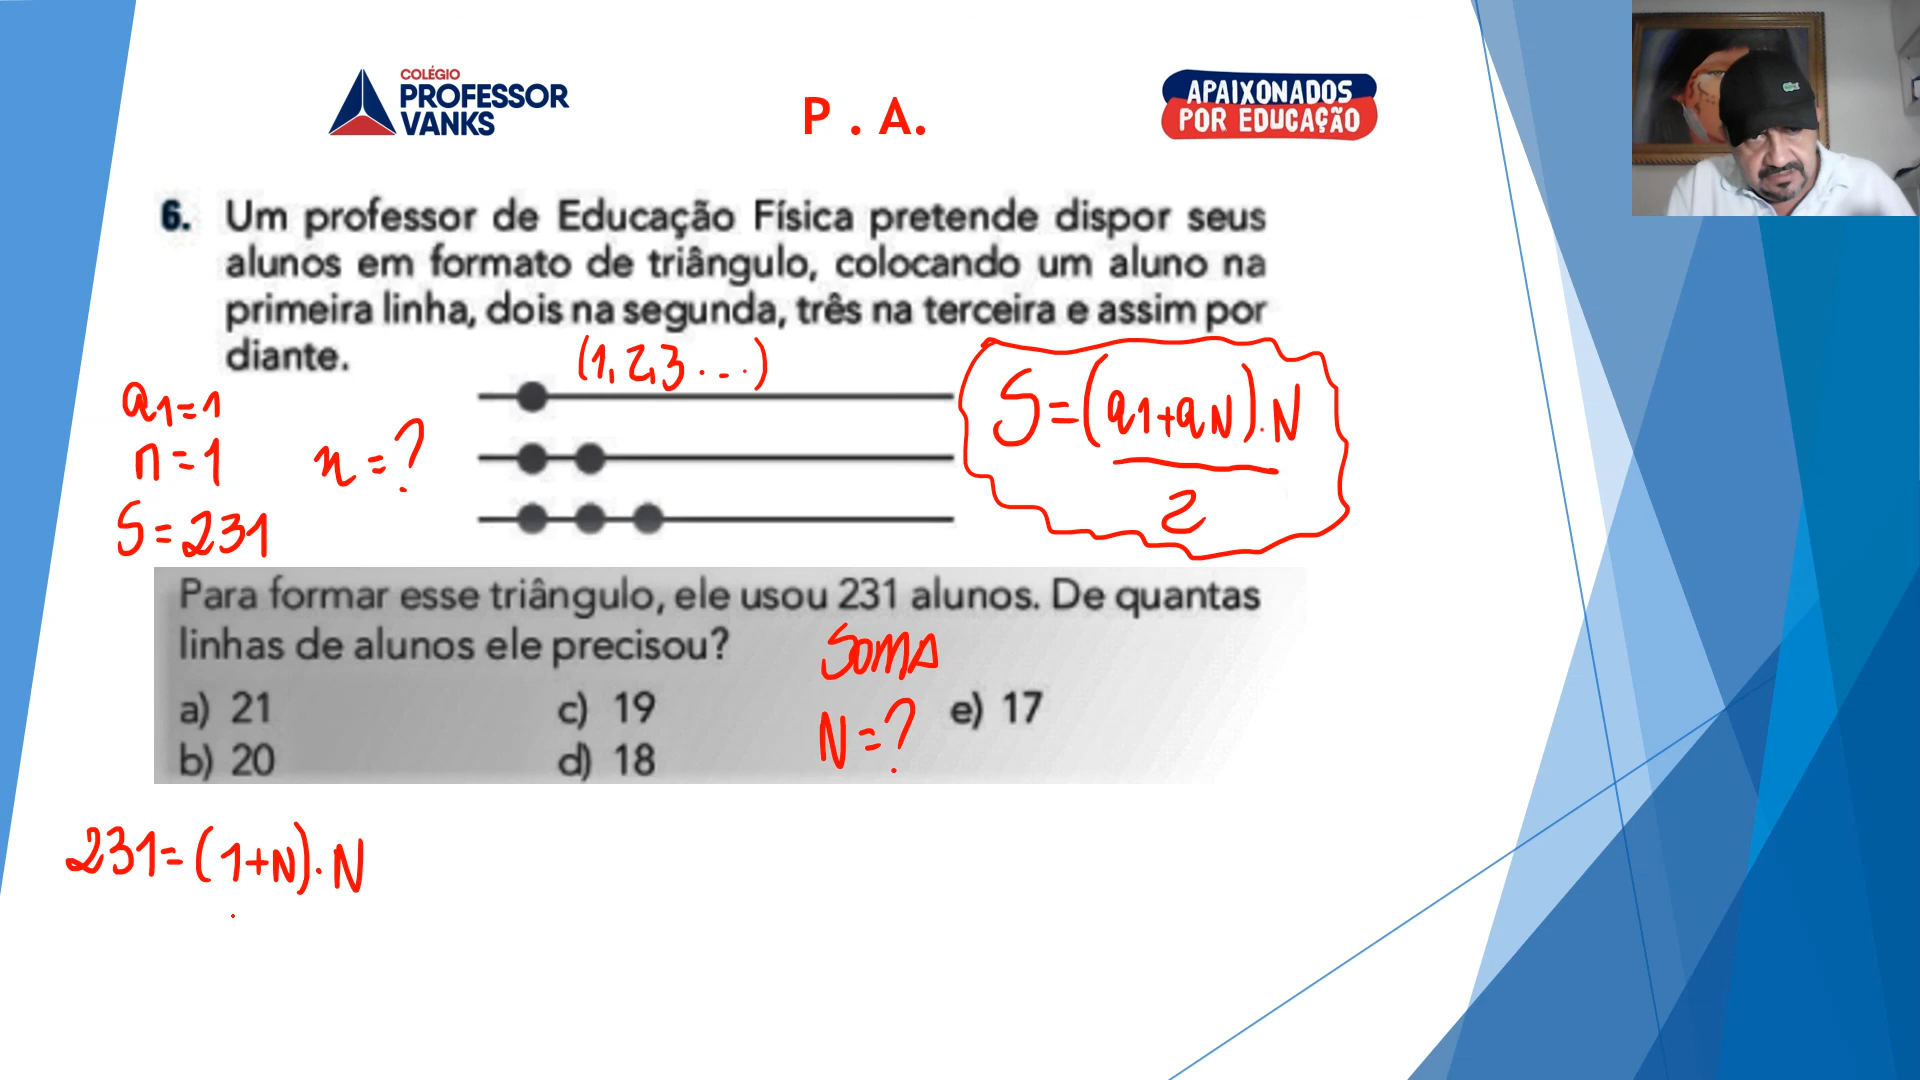 COLÉGIO
PROFESSOR
VANKS
P . A.
APAIXONADOS
POR EDUCAÇÃO
6. Um professor de Educação Física pretende dispor seus
alunos em formato de triângulo, colocando um aluno na
primeira linha, dois na segunda, três na terceira e assim por
diante.
(1, 2, 3 . . . )
a1=1
n=1
S=231
n=?
S=(a1+aN).N
2
Para formar esse triângulo, ele usou 231 alunos. De quantas
linhas de alunos ele precisou?
SOMA
N=?
a) 21
b) 20
c) 19
d) 18
e) 17
231=(1+N).N